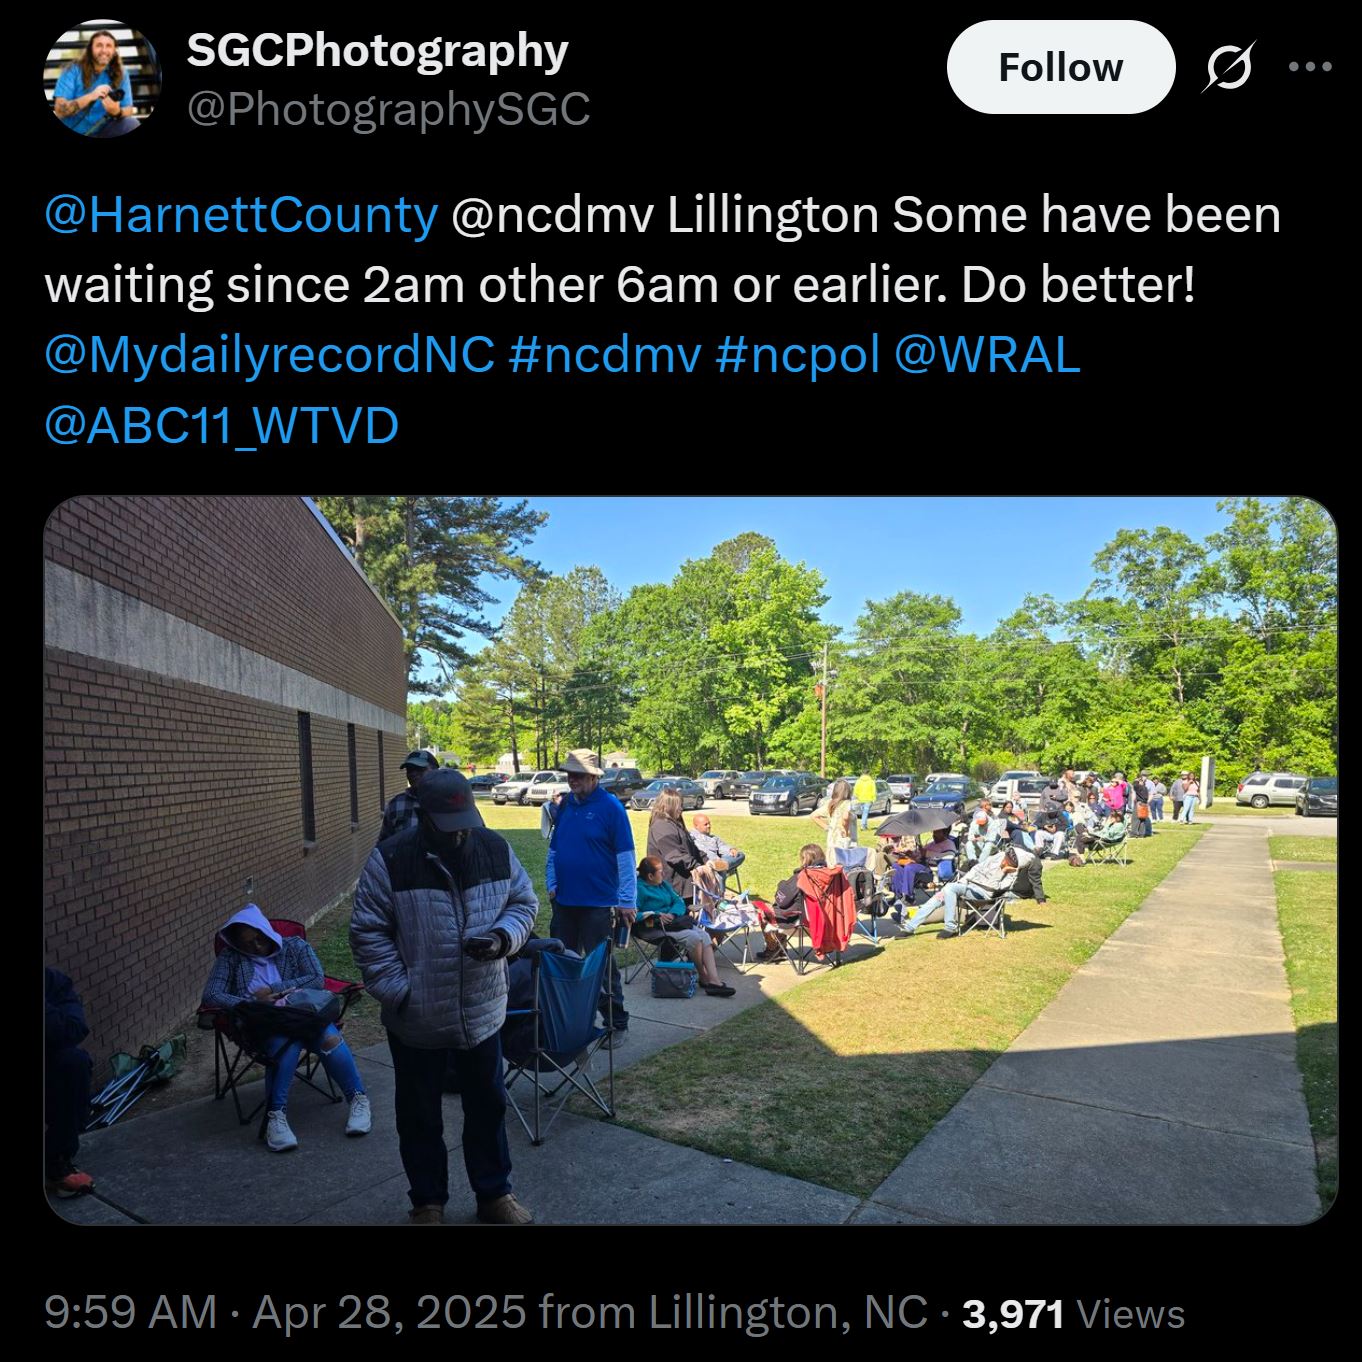 SGCPhotography
@PhotographySGC
Follow
@HarnettCounty @ncdmv Lillington Some have been
waiting since 2am other 6am or earlier. Do better!
@MydailyrecordNC #ncdmv #ncpol @WRAL
@ABC11_WTVD
9:59 AM · Apr 28, 2025 from Lillington, NC · 3,971 Views